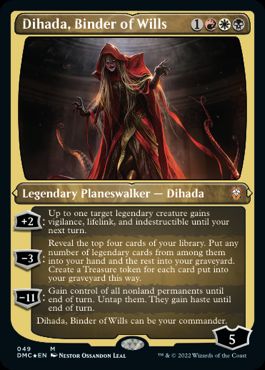 Dihada, Binder of Wills 1
Legendary Planeswalker — Dihada
+2 Up to one target legendary creature gains
vigilance, lifelink, and indestructible until your
next turn.
-3 Reveal the top four cards of your library. Put any
number of legendary cards from among them
into your hand and the rest into your graveyard.
Create a Treasure token for each card put into
your graveyard this way.
-11 Gain control of all nonland permanents until
end of turn. Untap them. They gain haste until
end of turn.
Dihada, Binder of Wills can be your commander.
5
049 M
DMC★EN NESTOR OSSANDON LEAL ™ & © 2022 Wizards of the Coast